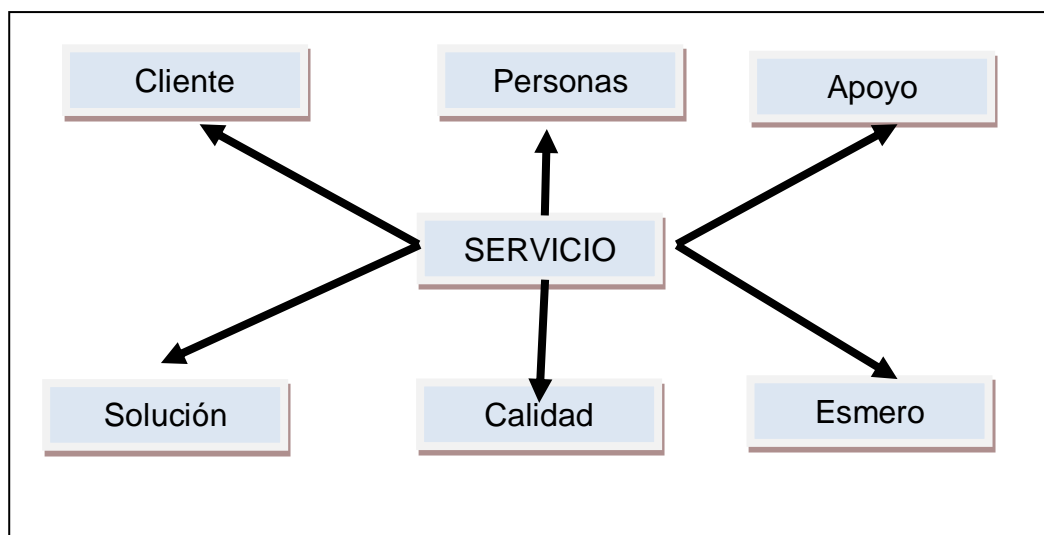 Cliente
Personas
Apoyo
SERVICIO
Solución
Calidad
Esmero